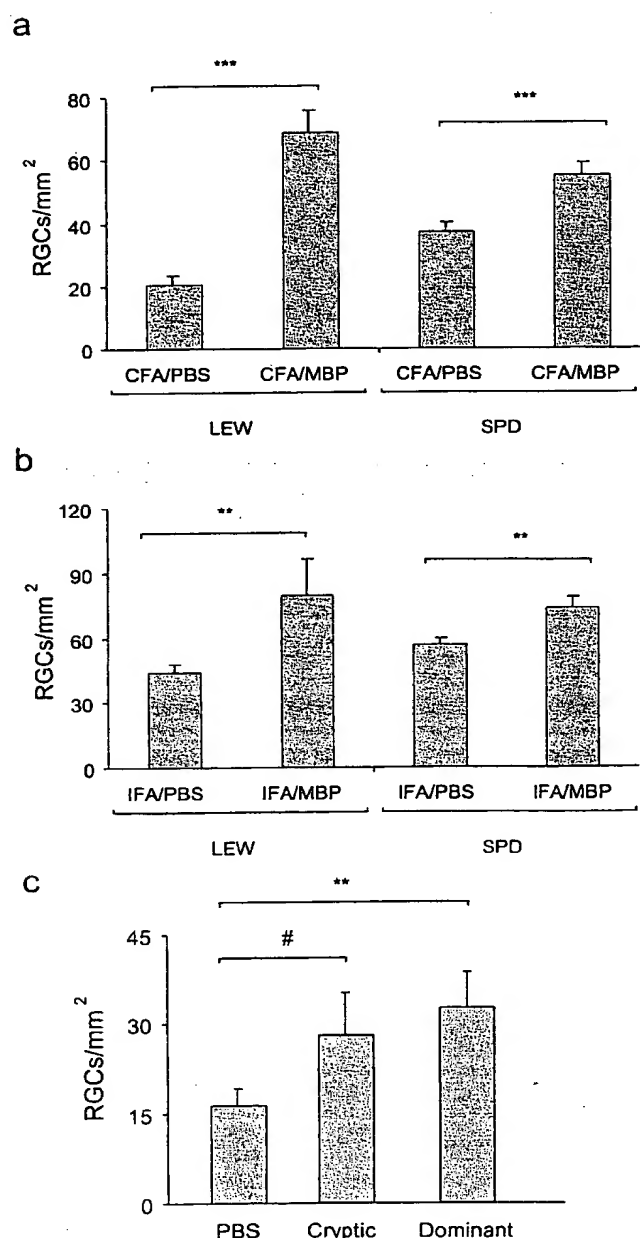 a
*** ***
80
60
40
20
0
RGCs/mm²
CFA/PBS CFA/MBP CFA/PBS CFA/MBP
LEW SPD
b
** **
120
90
60
30
0
RGCs/mm²
IFA/PBS IFA/MBP IFA/PBS IFA/MBP
LEW SPD
c
**
#
45
30
15
0
RGCs/mm²
PBS Cryptic Dominant